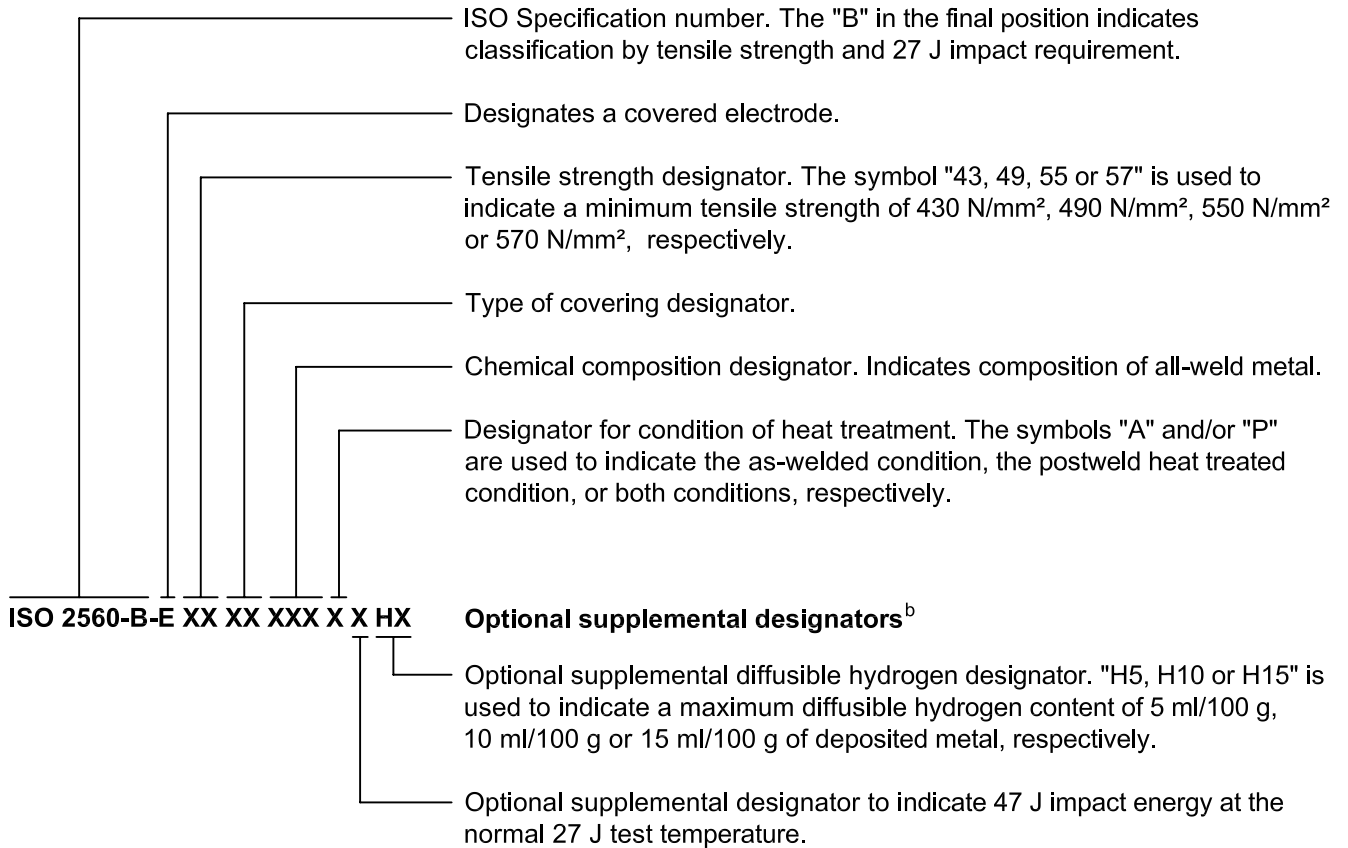 ISO Specification number. The "B" in the final position indicates
classification by tensile strength and 27 J impact requirement.
Designates a covered electrode.
Tensile strength designator. The symbol "43, 49, 55 or 57" is used to
indicate a minimum tensile strength of 430 N/mm², 490 N/mm², 550 N/mm²
or 570 N/mm², respectively.
Type of covering designator.
Chemical composition designator. Indicates composition of all-weld metal.
Designator for condition of heat treatment. The symbols "A" and/or "P"
are used to indicate the as-welded condition, the postweld heat treated
condition, or both conditions, respectively.
ISO 2560-B-E XX XX XXX X X HX
Optional supplemental designatorsᵇ
Optional supplemental diffusible hydrogen designator. "H5, H10 or H15" is
used to indicate a maximum diffusible hydrogen content of 5 ml/100 g,
10 ml/100 g or 15 ml/100 g of deposited metal, respectively.
Optional supplemental designator to indicate 47 J impact energy at the
normal 27 J test temperature.